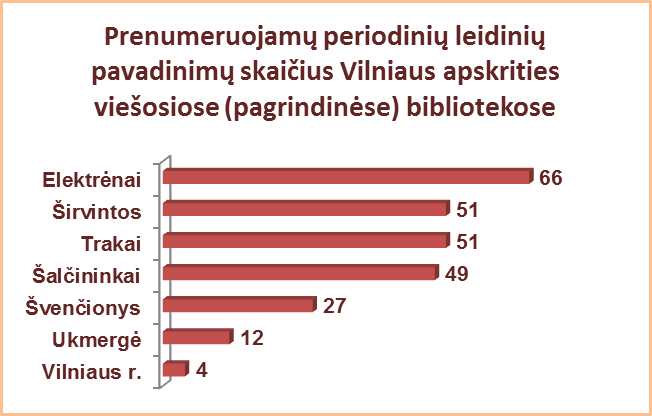 Prenumeruojamų periodinių leidinių
pavadinimų skaičius Vilniaus apskrities
viešosiose (pagrindinėse) bibliotekose
Elektrėnai 66
Širvintos 51
Trakai 51
Šalčininkai 49
Švenčionys 27
Ukmergė 12
Vilniaus r. 4